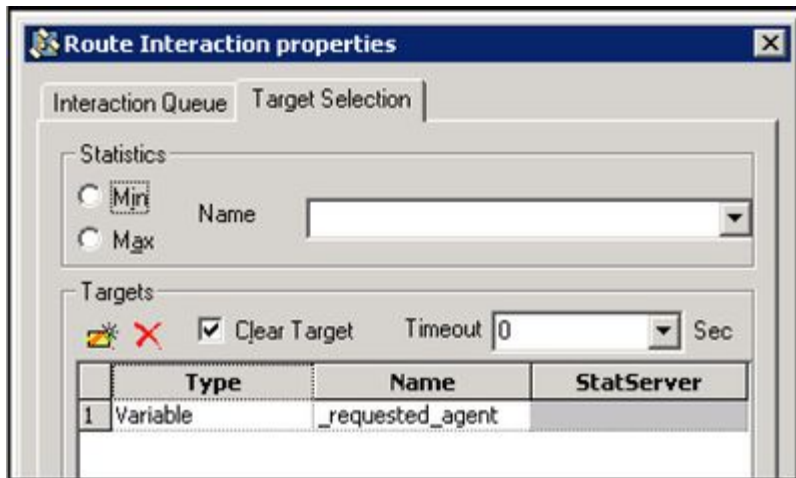 Route Interaction properties
Interaction Queue Target Selection
Statistics
Min
Name
Max
Targets
Clear Target Timeout 0 Sec
Type Name StatServer
1 Variable _requested_agent